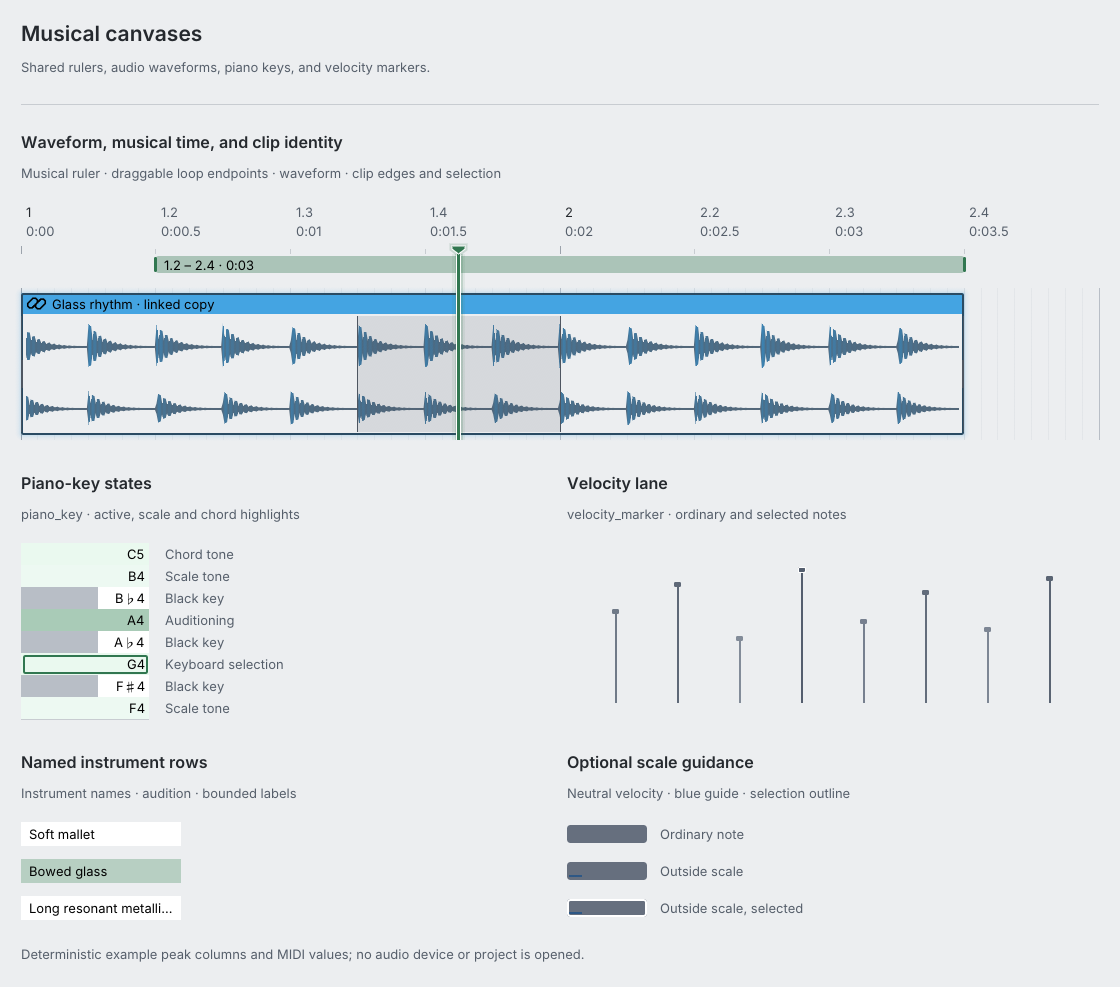 Musical canvases
Shared rulers, audio waveforms, piano keys, and velocity markers.
Waveform, musical time, and clip identity
Musical ruler · draggable loop endpoints · waveform · clip edges and selection
1 1.2 1.3 1.4 2 2.2 2.3 2.4
0:00 0:00.5 0:01 0:01.5 0:02 0:02.5 0:03 0:03.5
1.2 – 2.4 · 0:03
Glass rhythm · linked copy
Piano-key states
piano_key · active, scale and chord highlights
C5 Chord tone
B4 Scale tone
B♭4 Black key
A4 Auditioning
A♭4 Black key
G4 Keyboard selection
F♯4 Black key
F4 Scale tone
Velocity lane
velocity_marker · ordinary and selected notes
Named instrument rows
Instrument names · audition · bounded labels
Soft mallet
Bowed glass
Long resonant metalli...
Optional scale guidance
Neutral velocity · blue guide · selection outline
Ordinary note
Outside scale
Outside scale, selected
Deterministic example peak columns and MIDI values; no audio device or project is opened.